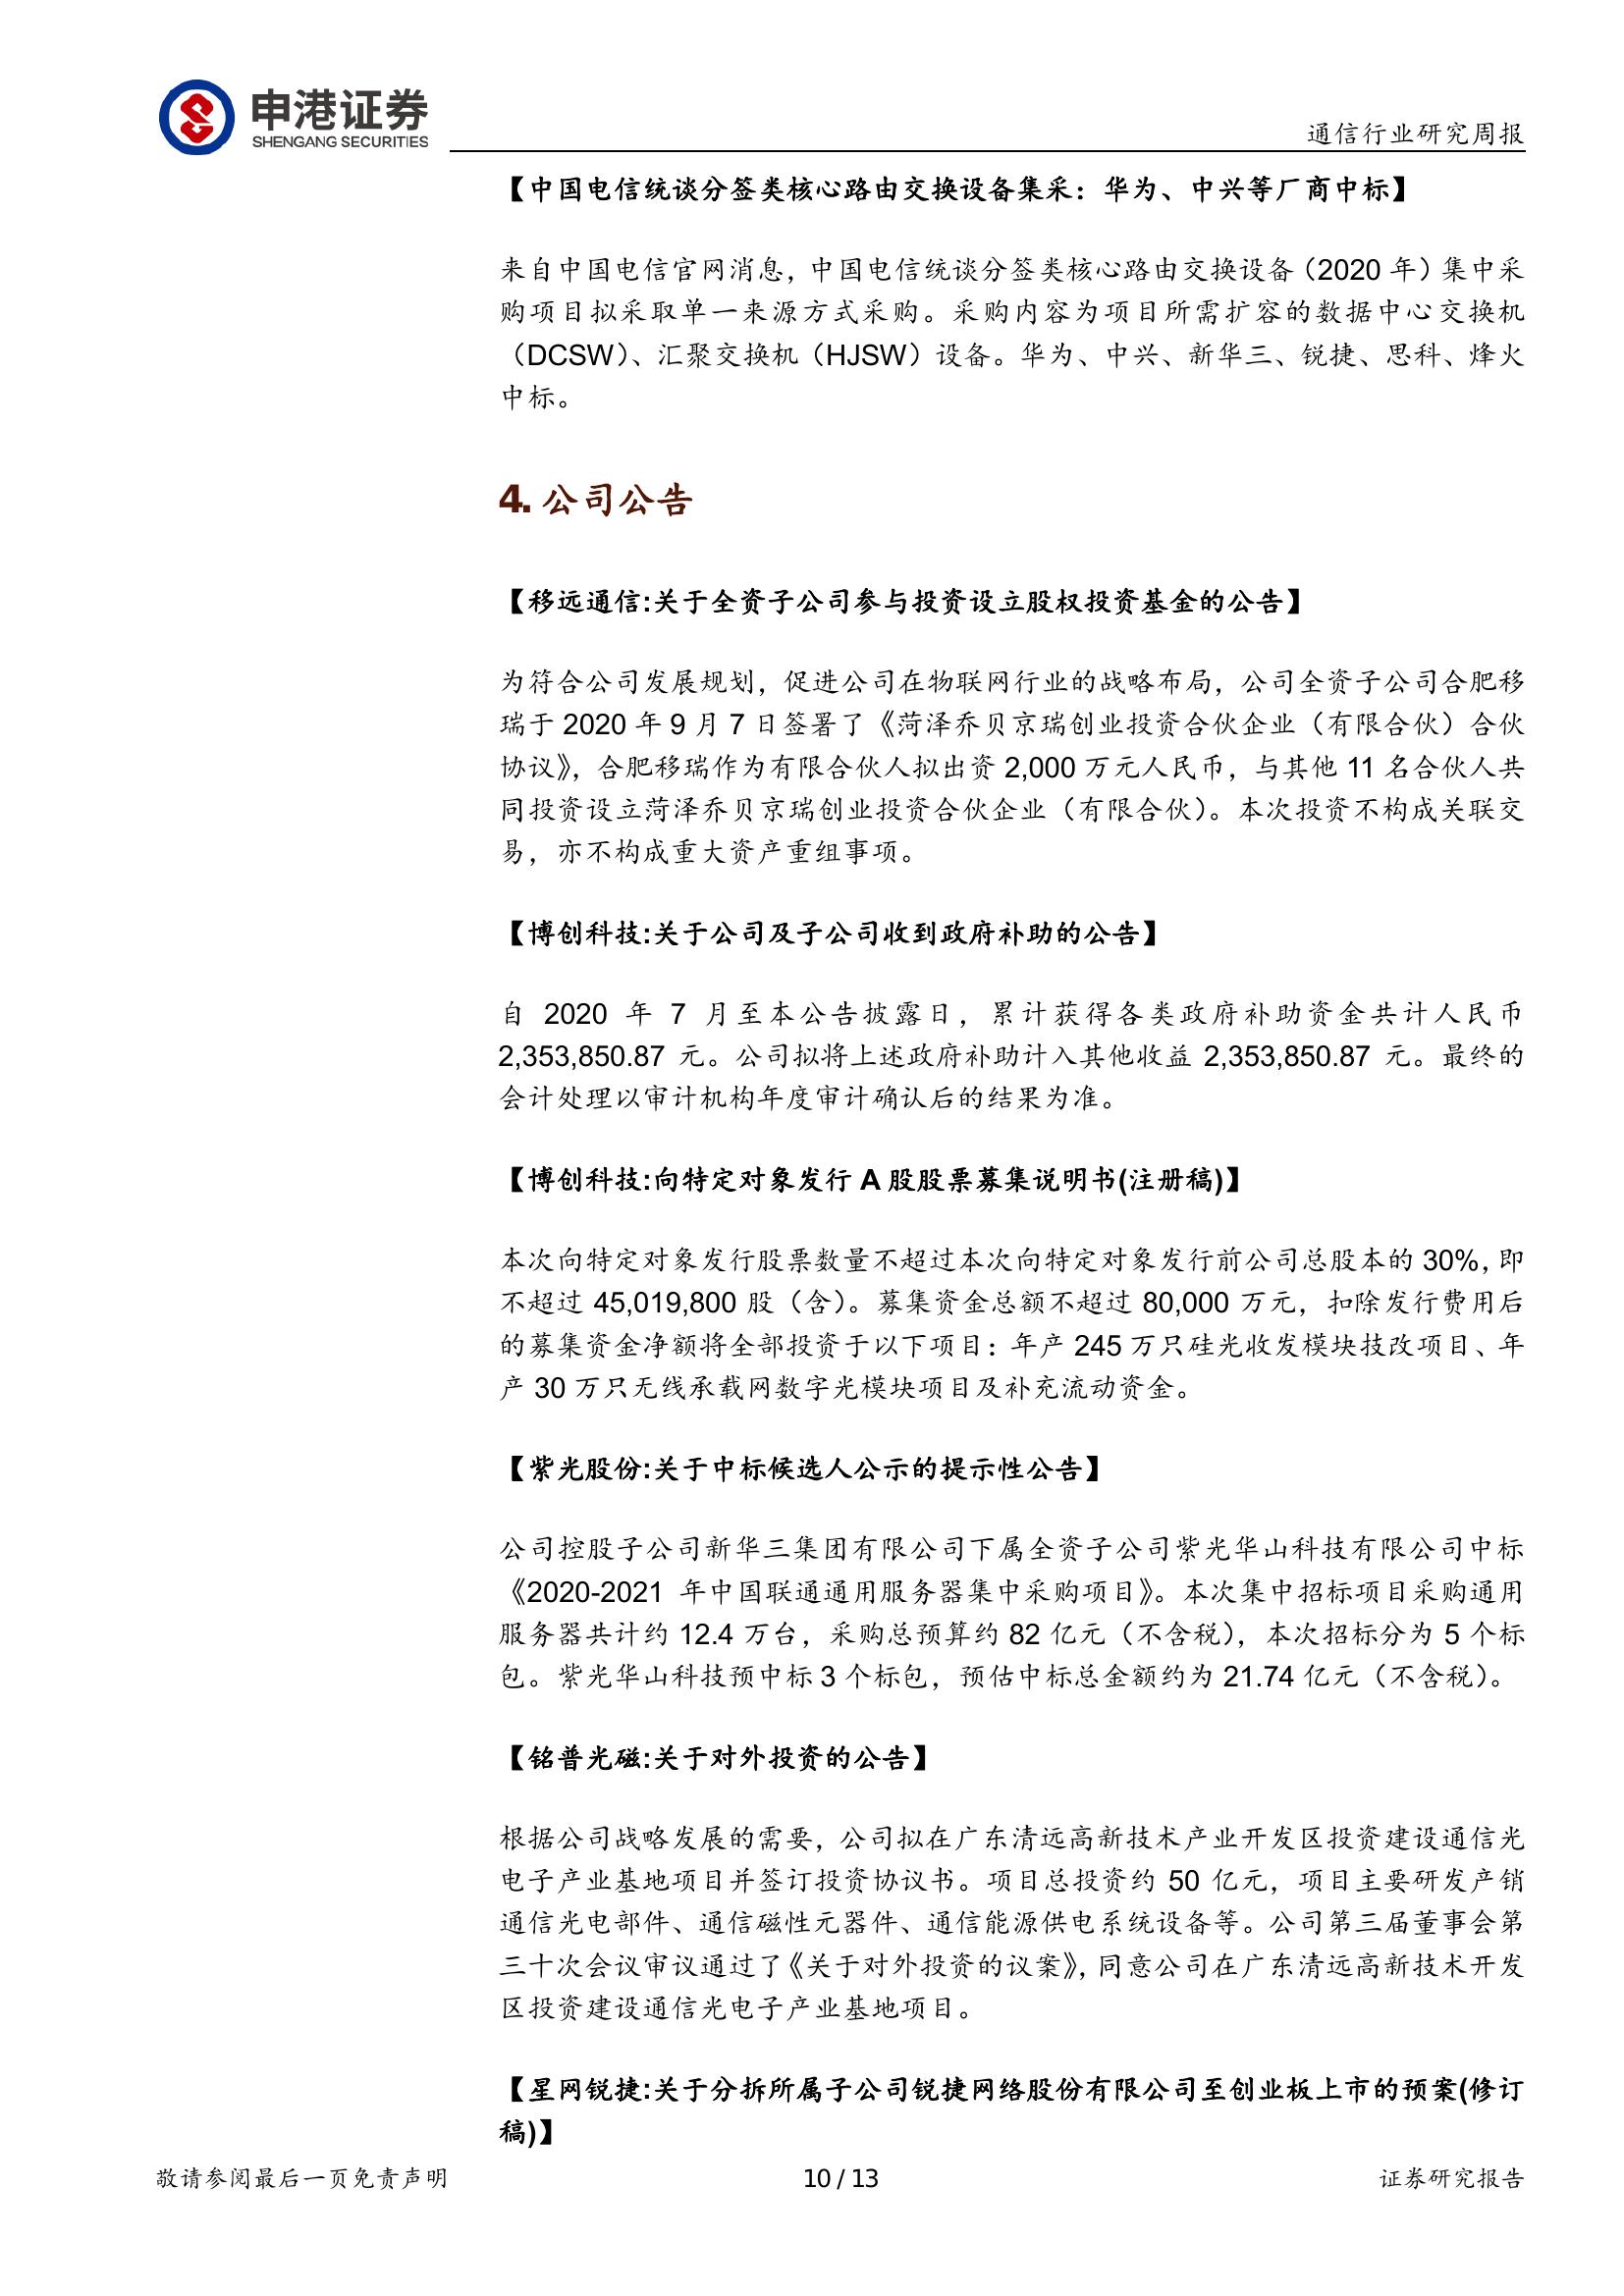 申港证券
SHENGANG SECURITIES
通信行业研究周报
【中国电信统谈分签类核心路由交换设备集采：华为、中兴等厂商中标】
来自中国电信官网消息，中国电信统谈分签类核心路由交换设备（2020 年）集中采
购项目拟采取单一来源方式采购。采购内容为项目所需扩容的数据中心交换机
（DCSW）、汇聚交换机（HJSW）设备。华为、中兴、新华三、锐捷、思科、烽火
中标。
4. 公司公告
【移远通信:关于全资子公司参与投资设立股权投资基金的公告】
为符合公司发展规划，促进公司在物联网行业的战略布局，公司全资子公司合肥移
瑞于 2020 年 9 月 7 日签署了《菏泽乔贝京瑞创业投资合伙企业（有限合伙）合伙
协议》，合肥移瑞作为有限合伙人拟出资 2,000 万元人民币，与其他 11 名合伙人共
同投资设立菏泽乔贝京瑞创业投资合伙企业（有限合伙）。本次投资不构成关联交
易，亦不构成重大资产重组事项。
【博创科技:关于公司及子公司收到政府补助的公告】
自 2020 年 7 月至本公告披露日，累计获得各类政府补助资金共计人民币
2,353,850.87 元。公司拟将上述政府补助计入其他收益 2,353,850.87 元。最终的
会计处理以审计机构年度审计确认后的结果为准。
【博创科技:向特定对象发行 A 股股票募集说明书(注册稿)】
本次向特定对象发行股票数量不超过本次向特定对象发行前公司总股本的 30%，即
不超过 45,019,800 股（含）。募集资金总额不超过 80,000 万元，扣除发行费用后
的募集资金净额将全部投资于以下项目：年产 245 万只硅光收发模块技改项目、年
产 30 万只无线承载网数字光模块项目及补充流动资金。
【紫光股份:关于中标候选人公示的提示性公告】
公司控股子公司新华三集团有限公司下属全资子公司紫光华山科技有限公司中标
《2020-2021 年中国联通通用服务器集中采购项目》。本次集中招标项目采购通用
服务器共计约 12.4 万台，采购总预算约 82 亿元（不含税），本次招标分为 5 个标
包。紫光华山科技预中标 3 个标包，预估中标总金额约为 21.74 亿元（不含税）。
【铭普光磁:关于对外投资的公告】
根据公司战略发展的需要，公司拟在广东清远高新技术产业开发区投资建设通信光
电子产业基地项目并签订投资协议书。项目总投资约 50 亿元，项目主要研发产销
通信光电部件、通信磁性元器件、通信能源供电系统设备等。公司第三届董事会第
三十次会议审议通过了《关于对外投资的议案》，同意公司在广东清远高新技术开发
区投资建设通信光电子产业基地项目。
【星网锐捷:关于分拆所属子公司锐捷网络股份有限公司至创业板上市的预案(修订
稿)】
敬请参阅最后一页免责声明
10 / 13
证券研究报告